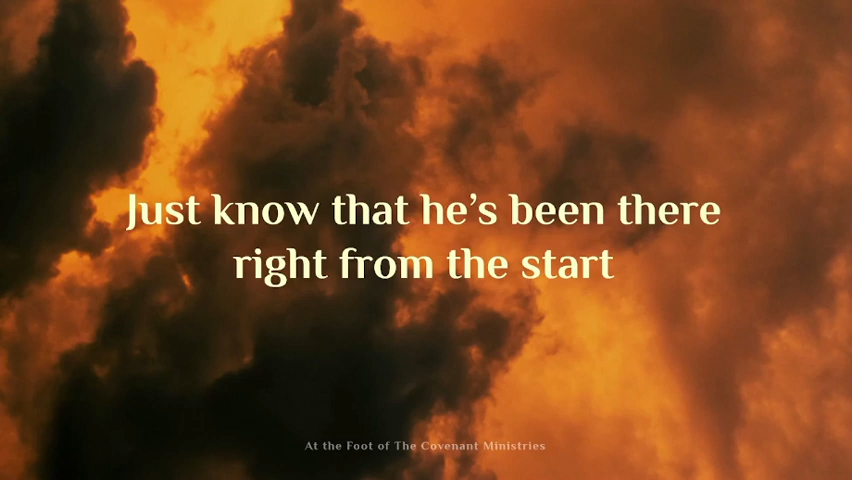 Just know that he’s been there
right from the start
At the Foot of The Covenant Ministries